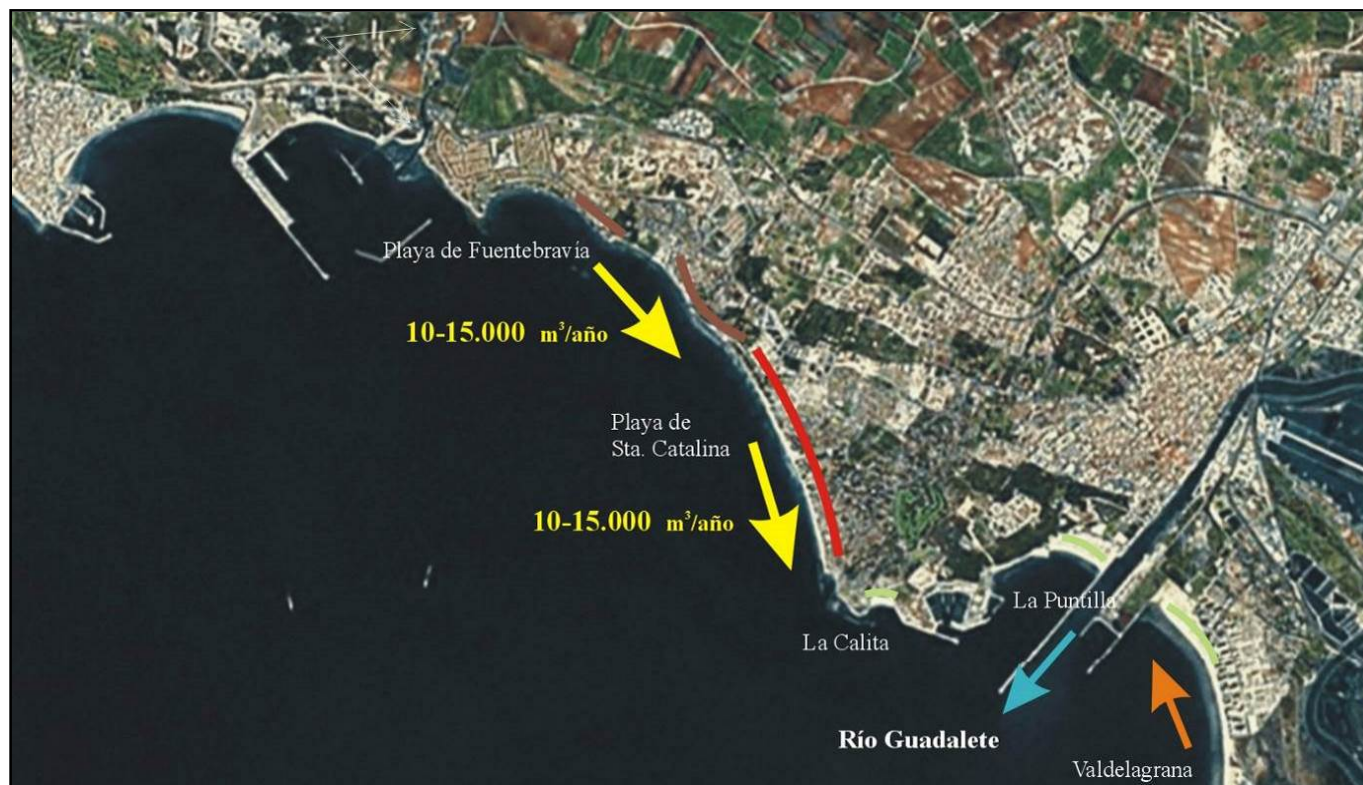 Playa de Fuentebravía
10-15.000 m³/año
Playa de
Sta. Catalina
10-15.000 m³/año
La Puntilla
La Calita
Río Guadalete
Valdelagrana